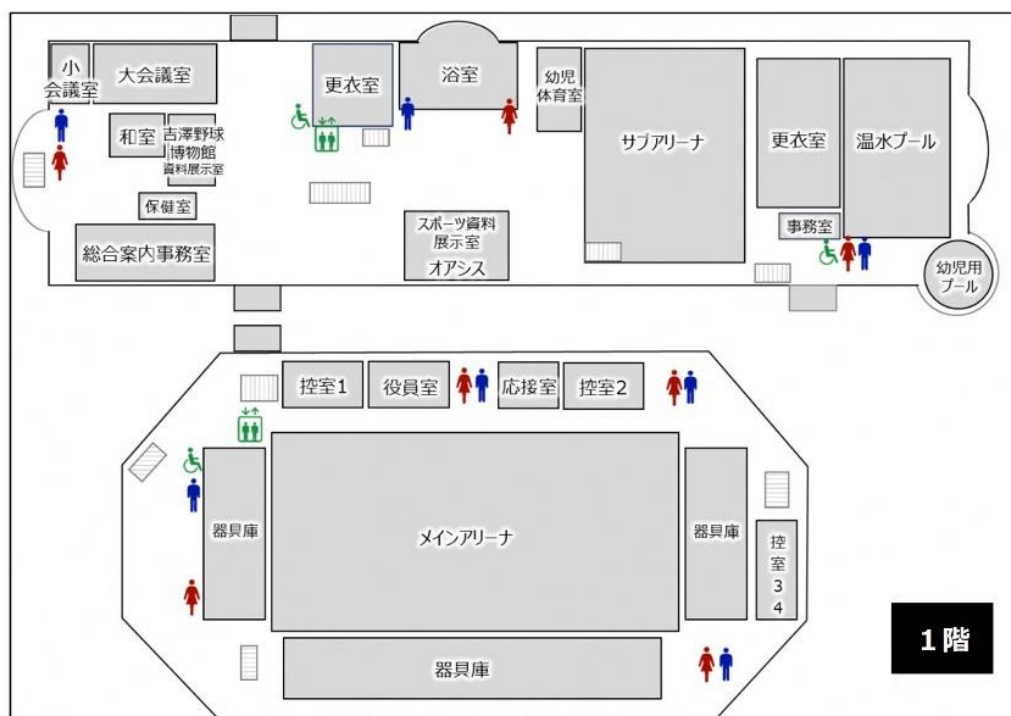 小
会議室
大会議室
更衣室
浴室
幼児
体育室
サブアリーナ
更衣室
温水プール
和室
吉澤野球
博物館
資料展示室
保健室
総合案内事務室
スポーツ資料
展示室
オアシス
事務室
幼児用
プール
控室1
役員室
応接室
控室2
器具庫
メインアリーナ
器具庫
控
室
3
4
器具庫
1階